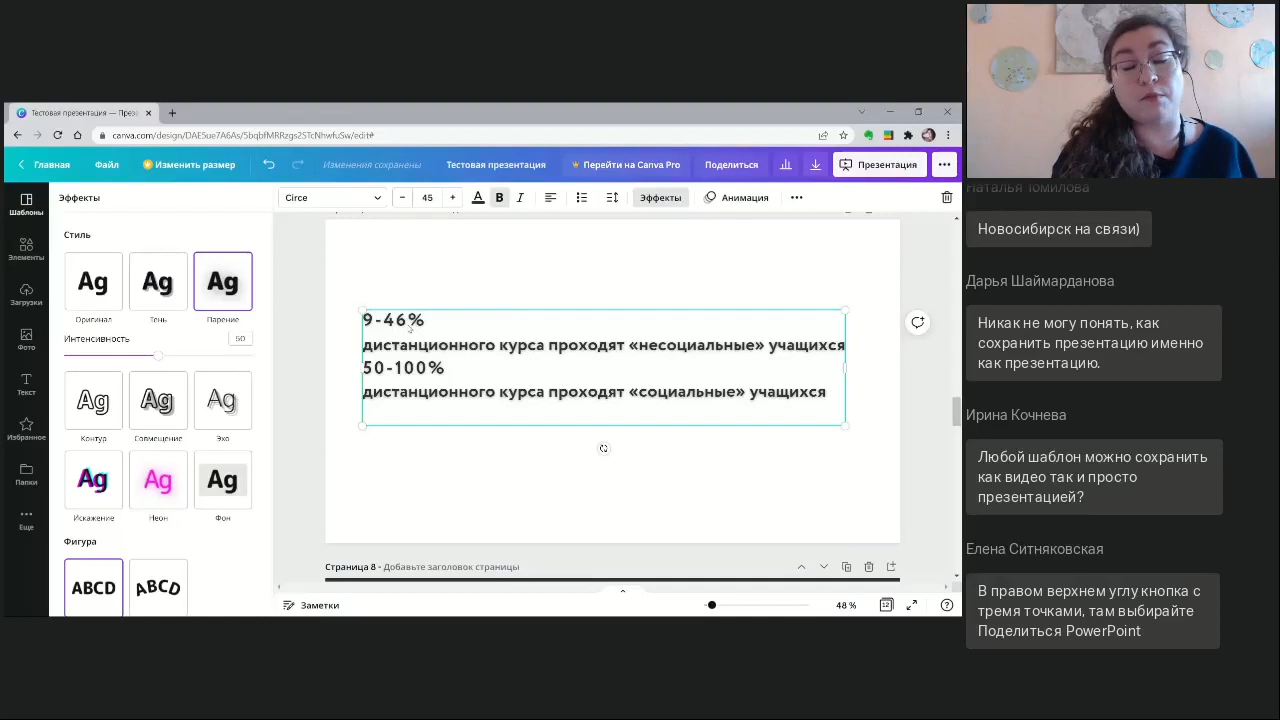 Тестовая презентация — През
canva.com/design/DAE5ue7A6As/5bqbfMRRzgs2STcNhwfuSw/edit#
Главная
Файл
Изменить размер
Изменения сохранены
Тестовая презентация
Перейти на Canva Pro
Поделиться
Презентация
Шаблоны
Элементы
Загрузки
Фото
Текст
Избранное
Папки
Еще
Эффекты
Circe
45
A
B
I
Эффекты
Анимация
Стиль
Ag
Ag
Ag
Оригинал
Тень
Парение
Интенсивность
50
Ag
Ag
Ag
Контур
Совмещение
Эхо
Ag
Ag
Ag
Искажение
Неон
Фон
Фигура
ABCD
ABCD
9-46%
дистанционного курса проходят «несоциальные» учащихся
50-100%
дистанционного курса проходят «социальные» учащихся
Страница 8 - Добавьте заголовок страницы
Заметки
48 %
12
Наталья Томилова
Новосибирск на связи)
Дарья Шаймарданова
Никак не могу понять, как
сохранить презентацию именно
как презентацию.
Ирина Кочнева
Любой шаблон можно сохранить
как видео так и просто
презентацией?
Елена Ситняковская
В правом верхнем углу кнопка с
тремя точками, там выбирайте
Поделиться PowerPoint